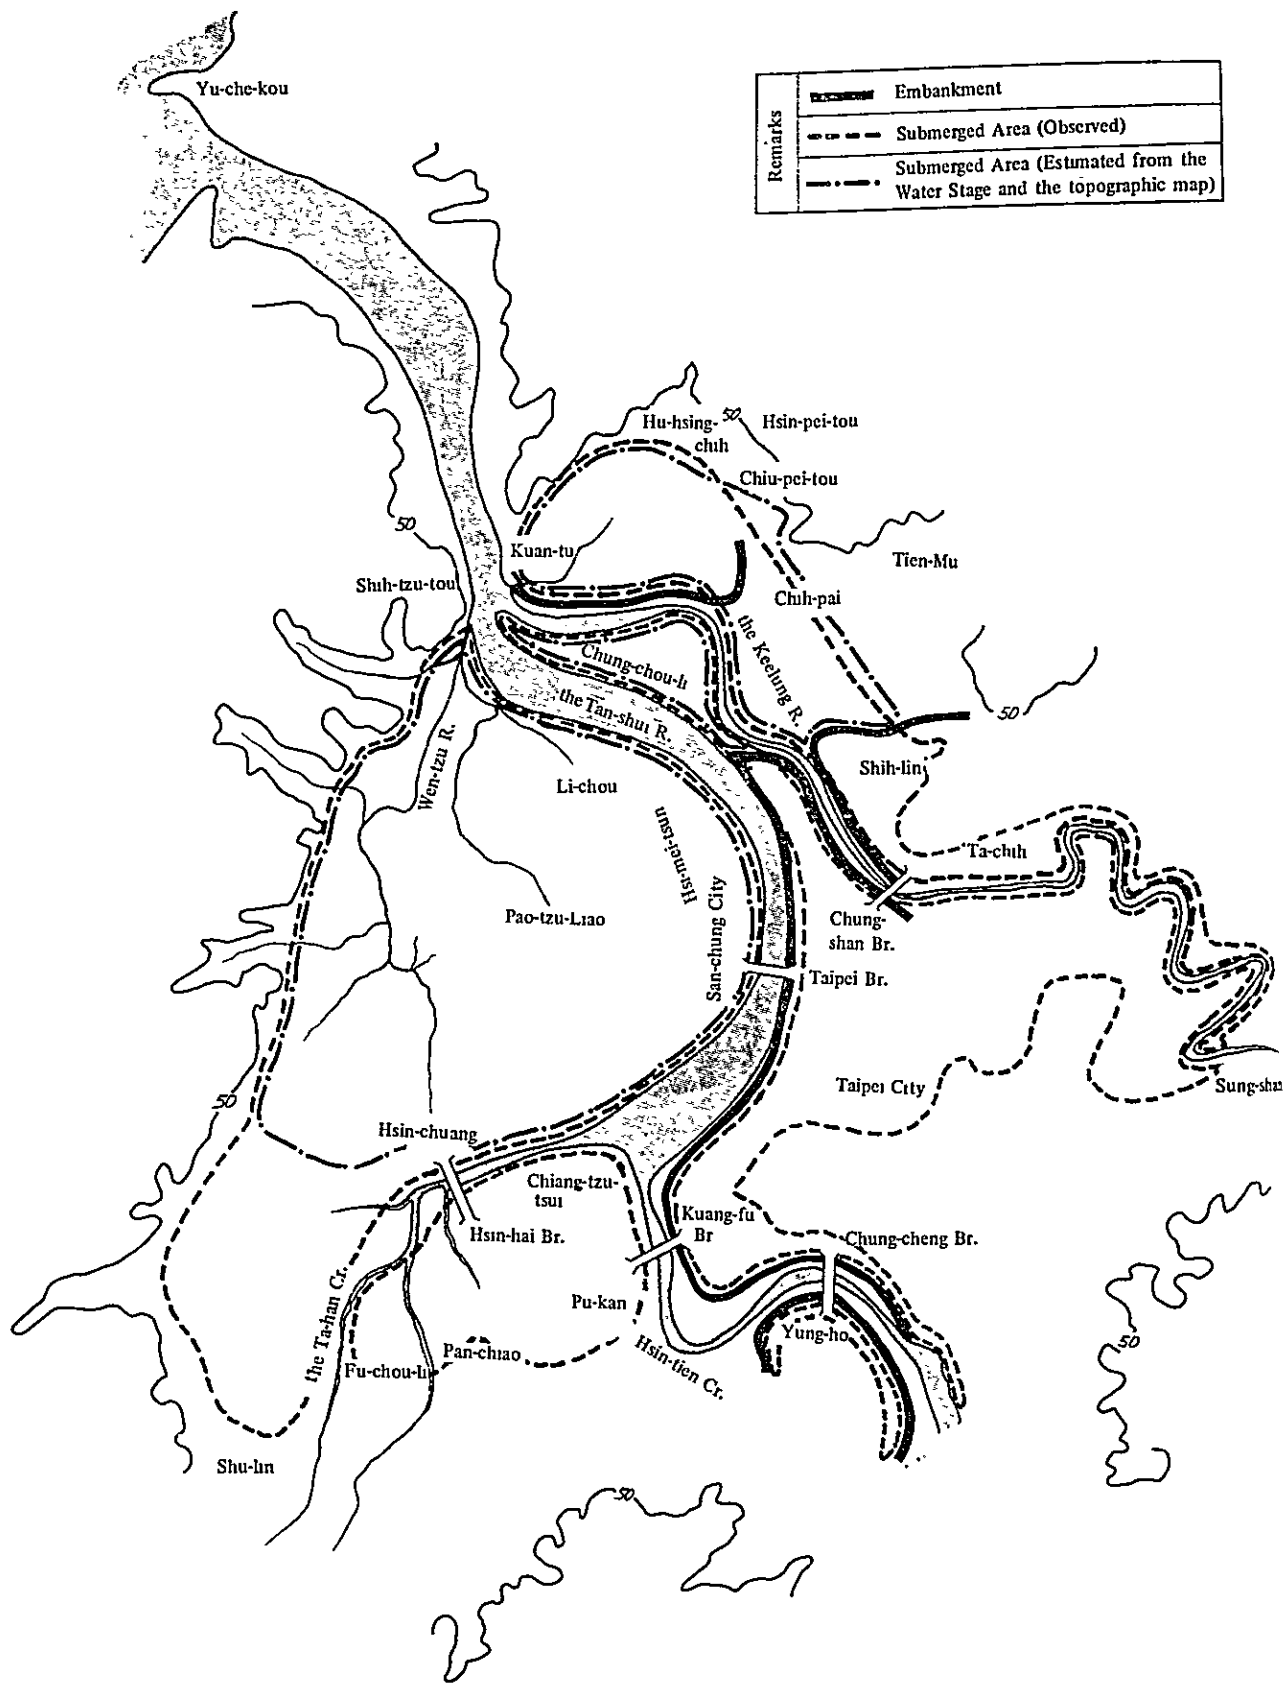 Yu-che-kou
Remarks
Embankment
Submerged Area (Observed)
Submerged Area (Estimated from the
Water Stage and the topographic map)
Hu-hsing-
chih
50
Hsin-pei-tou
Chiu-pei-tou
50
Kuan-tu
Tien-Mu
Shih-tzu-tou
Chih-pai
the Keelung R.
Chung-chou-li
the Tan-shui R.
50
Wen-tzu R.
Shih-lin
Li-chou
Hsi-mei-tsun
Ta-chih
Pao-tzu-Liao
San-chung City
Chung-
shan Br.
Taipei Br.
Taipei City
Sung-shan
50
Hsin-chuang
Chiang-tzu-
tsui
Kuang-fu
Br
Hsin-hai Br.
Chung-cheng Br.
the Ta-han Cr.
Pu-kan
Yung-ho
50
Pan-chiao
Hsin-tien Cr.
Fu-chou-li
Shu-lin
50